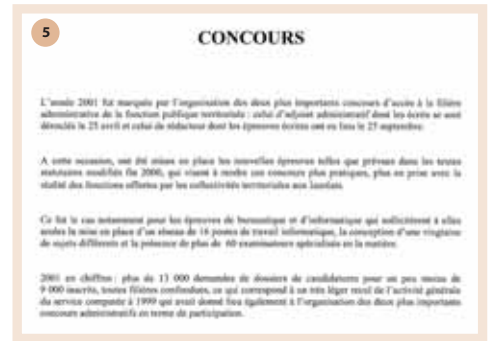 5
CONCOURS
L'année 2001 fut marquée par l'organisation des deux plus importants concours d'accès à la filière
administrative de la fonction publique territoriale : celui d'adjoint administratif dont les écrits se sont
déroulés le 25 avril et celui de rédacteur dont les épreuves écrites ont eu lieu le 25 septembre.
A cette occasion, ont été mises en place les nouvelles épreuves telles que prévues dans les textes
statutaires modifiés fin 2000, qui visent à rendre ces concours plus pratiques, plus en prise avec la
réalité des fonctions offertes par les collectivités territoriales aux lauréats.
Ce fut le cas notamment pour les épreuves de bureautique et d'informatique qui sollicitèrent à elles
seules la mise en place d'un réseau de 16 postes de travail informatique, la conception d'une vingtaine
de sujets différents et la présence de plus de 60 examinateurs spécialisés en la matière.
2001 en chiffres : plus de 13 000 demandes de dossiers de candidatures pour un peu moins de
9 000 inscrits, toutes filières confondues, ce qui correspond à un très léger recul de l'activité générale
du service comparée à 1999 qui avait donné lieu également à l'organisation des deux plus importants
concours administratifs en terme de participation.